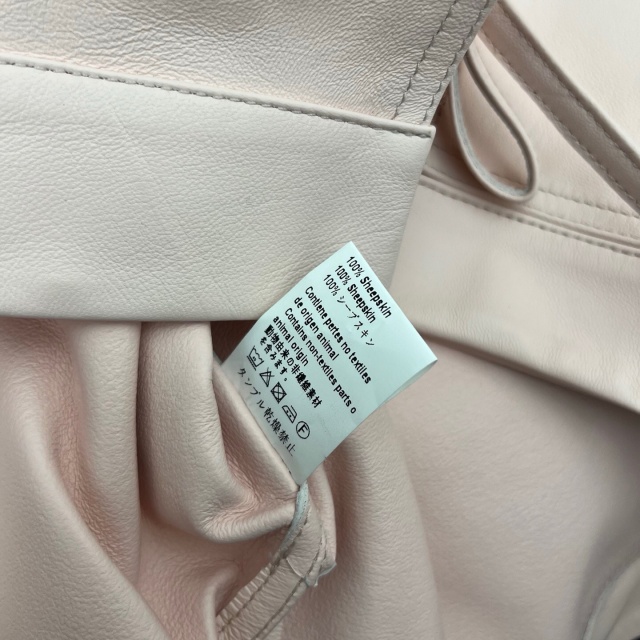 100% Sheepskin
100% Sheepskin
100%シープスキン
Contiene partes no textiles
de origen animal
Contains non-textiles parts o
animal origin
動物由来の非繊維素材
を含みます。
タンブル乾燥禁止